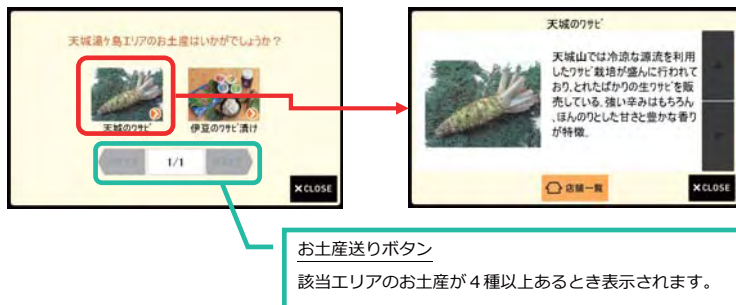 天城湯ヶ島エリアのお土産はいかがでしょうか？
天城のワサビ
伊豆のワサビ漬け
1/1
×CLOSE
天城のワサビ
天城山では冷涼な源流を利用
したワサビ栽培が盛んに行われて
おり、とれたばかりの生ワサビを販
売している。強い辛みはもちろん
、ほんのりとした甘さと豊かな香り
が特徴。
店舗一覧
×CLOSE
お土産送りボタン
該当エリアのお土産が４種以上あるとき表示されます。